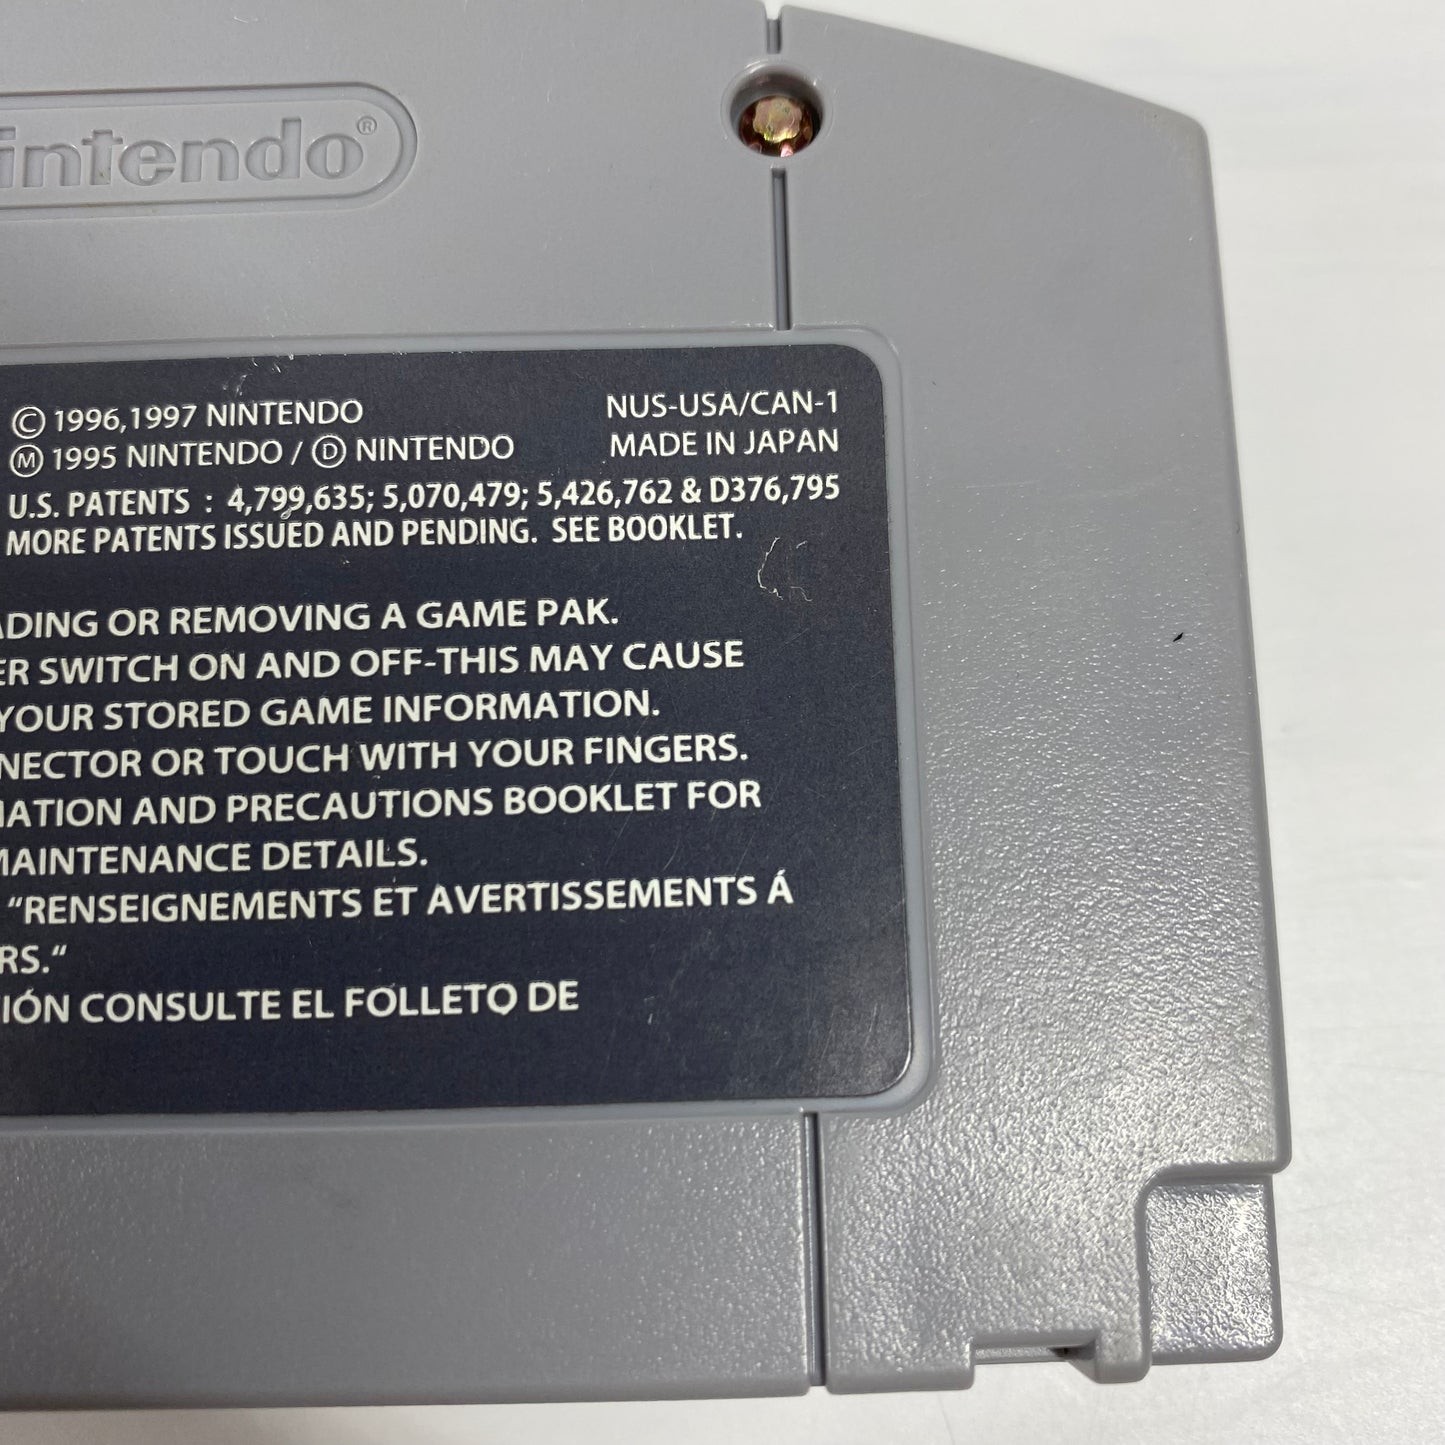 intendo®
© 1996,1997 NINTENDO
NUS-USA/CAN-1
Ⓜ 1995 NINTENDO / Ⓓ NINTENDO
MADE IN JAPAN
U.S. PATENTS : 4,799,635; 5,070,479; 5,426,762 & D376,795
MORE PATENTS ISSUED AND PENDING. SEE BOOKLET.
ADING OR REMOVING A GAME PAK.
ER SWITCH ON AND OFF-THIS MAY CAUSE
YOUR STORED GAME INFORMATION.
NECTOR OR TOUCH WITH YOUR FINGERS.
MATION AND PRECAUTIONS BOOKLET FOR
MAINTENANCE DETAILS.
“RENSEIGNEMENTS ET AVERTISSEMENTS Á
RS.“
IÓN CONSULTE EL FOLLETO DE